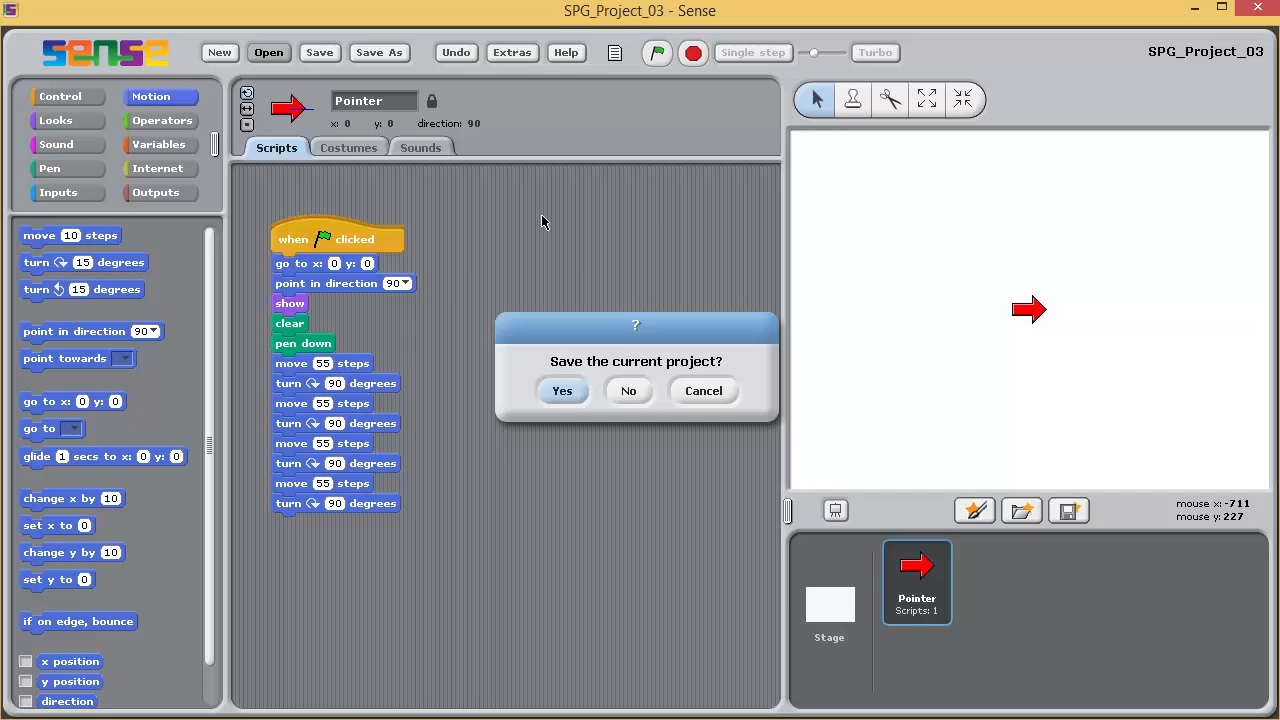 SPG_Project_03 - Sense
sense
New Open Save Save As Undo Extras Help Single step Turbo SPG_Project_03
Control Motion
Looks Operators
Sound Variables
Pen Internet
Inputs Outputs
move 10 steps
turn 15 degrees
turn 15 degrees
point in direction 90
point towards
go to x: 0 y: 0
go to
glide 1 secs to x: 0 y: 0
change x by 10
set x to 0
change y by 10
set y to 0
if on edge, bounce
x position
y position
direction
Pointer
x: 0 y: 0 direction: 90
Scripts Costumes Sounds
when clicked
go to x: 0 y: 0
point in direction 90
show
clear
pen down
move 55 steps
turn 90 degrees
move 55 steps
turn 90 degrees
move 55 steps
turn 90 degrees
move 55 steps
turn 90 degrees
?
Save the current project?
Yes No Cancel
mouse x: -711
mouse y: 227
Stage
Pointer
Scripts: 1